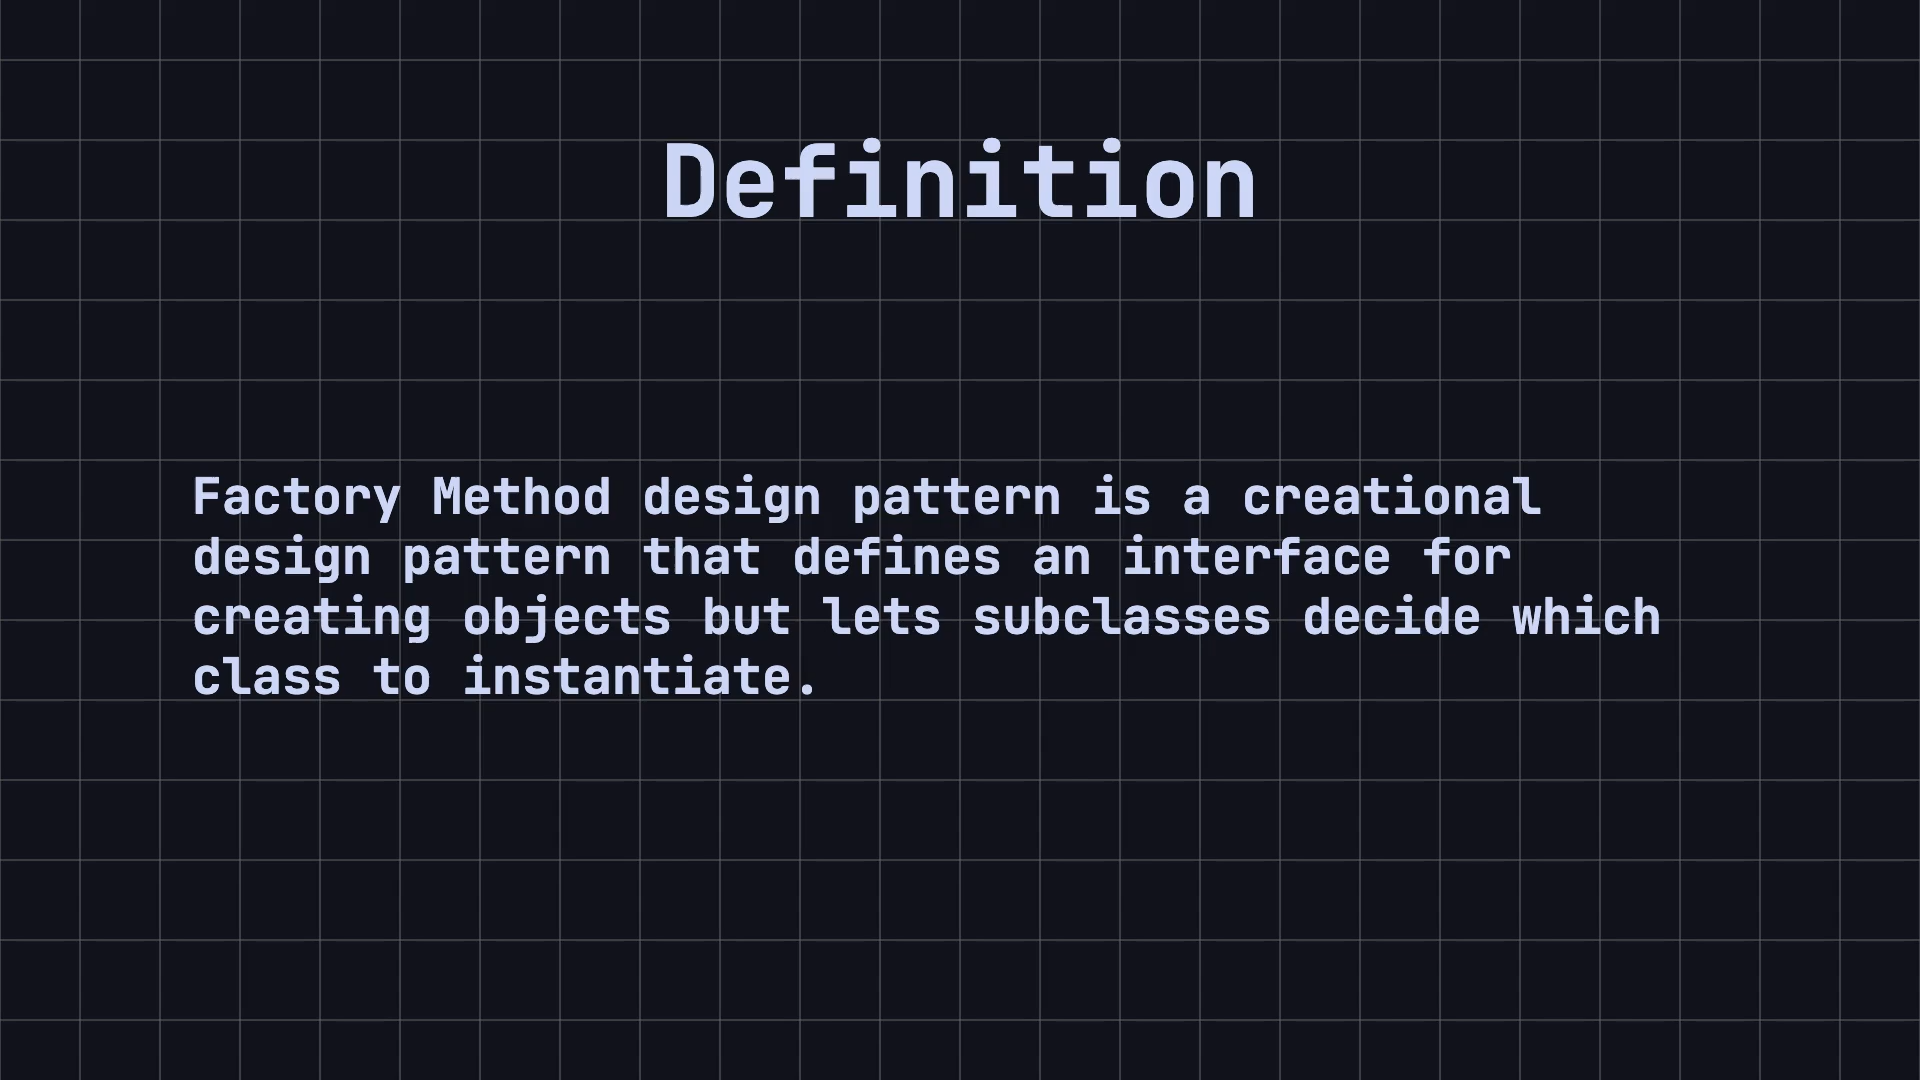 Definition
Factory Method design pattern is a creational
design pattern that defines an interface for
creating objects but lets subclasses decide which
class to instantiate.